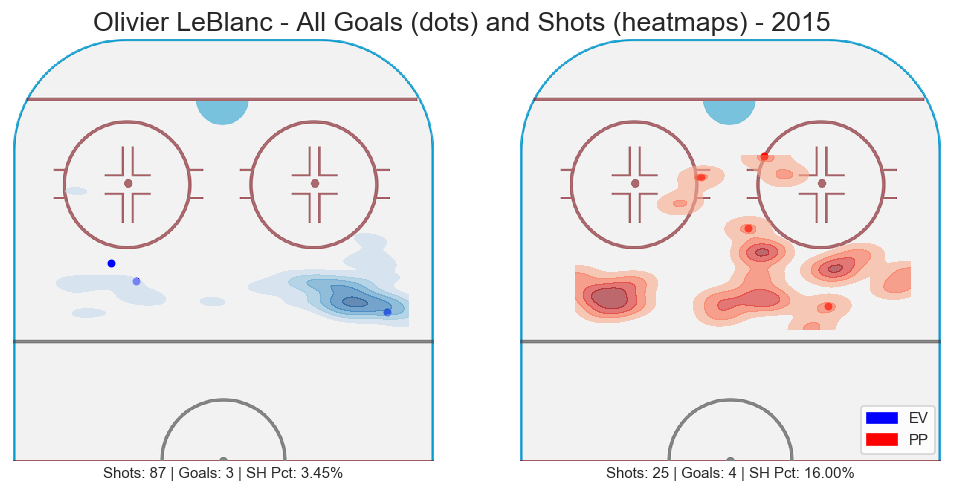 Olivier LeBlanc - All Goals (dots) and Shots (heatmaps) - 2015
EV
PP
Shots: 87 | Goals: 3 | SH Pct: 3.45%
Shots: 25 | Goals: 4 | SH Pct: 16.00%